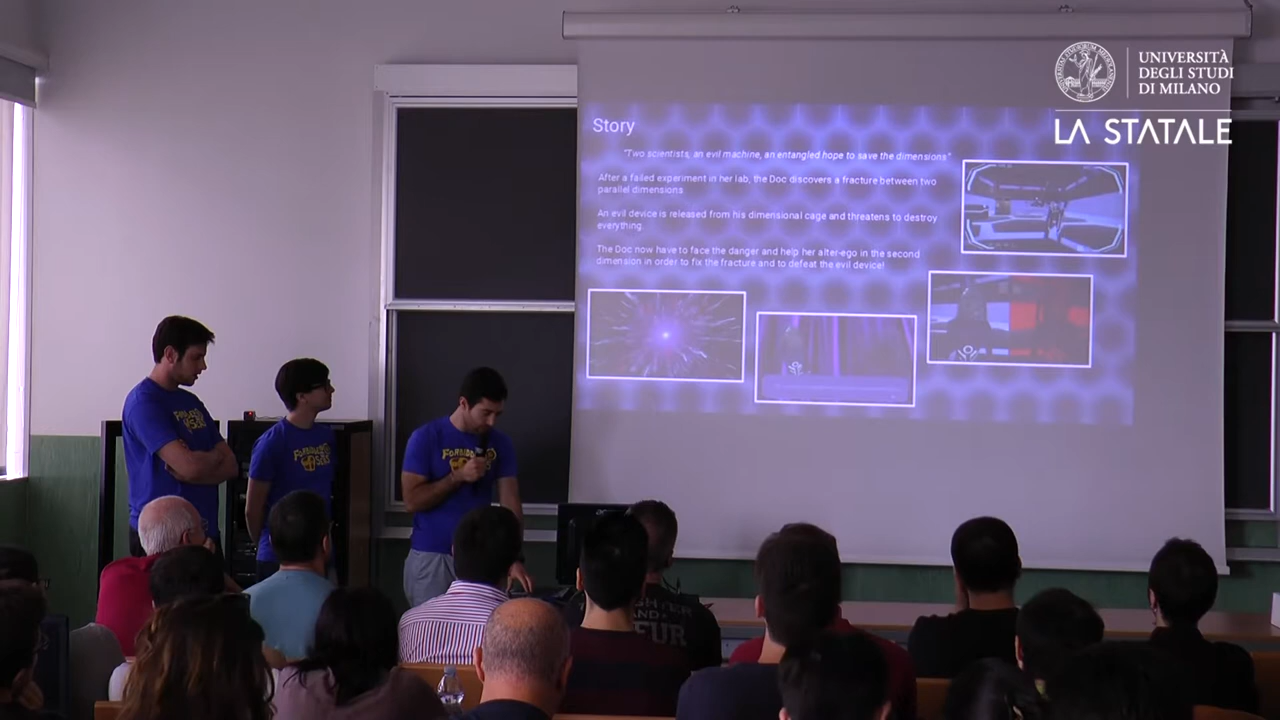 UNIVERSITÀ
DEGLI STUDI
DI MILANO
LA STATALE
Story
"Two scientists, an evil machine, an entangled hope to save the dimensions"
After a failed experiment in her lab, the Doc discovers a fracture between two
parallel dimensions
An evil device is released from his dimensional cage and threatens to destroy
everything.
The Doc now have to face the danger and help her alter-ego in the second
dimension in order to fix the fracture and to defeat the evil device!